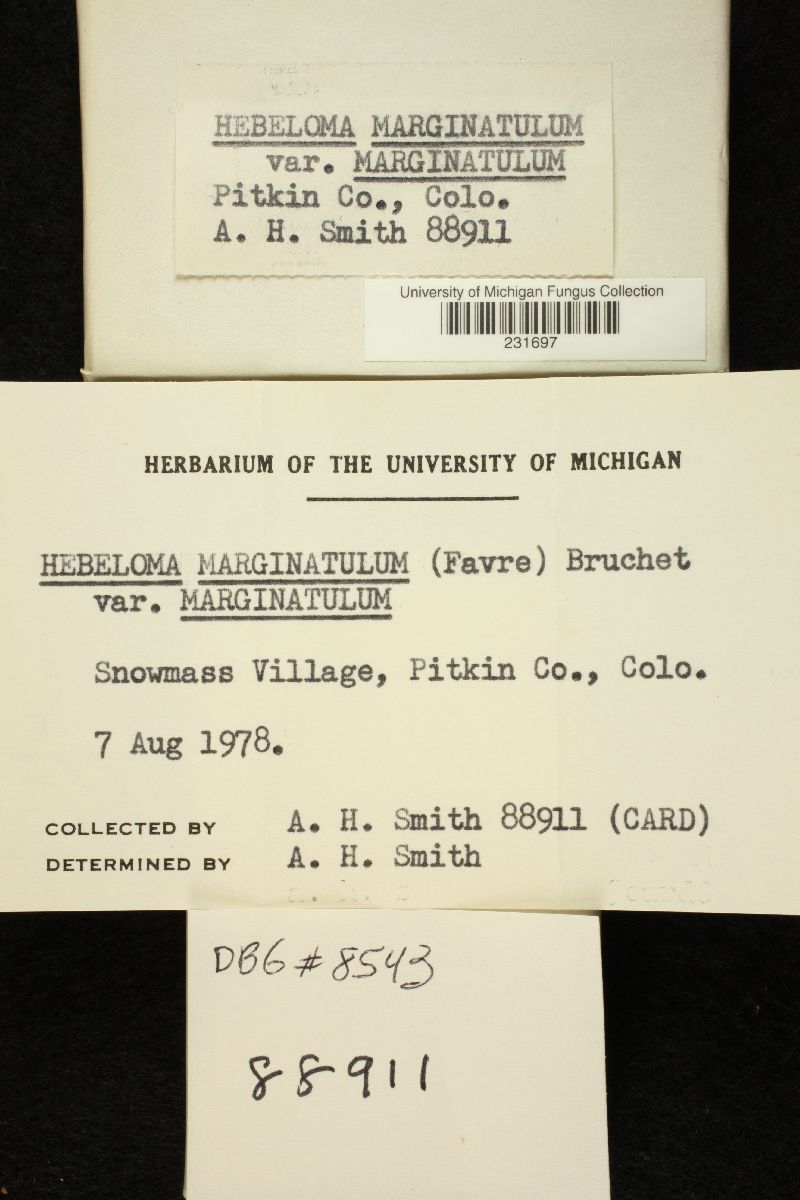 HEBELOMA MARGINATULUM
var. MARGINATULUM
Pitkin Co., Colo.
A. H. Smith 88911
University of Michigan Fungus Collection
231697
HERBARIUM OF THE UNIVERSITY OF MICHIGAN
HEBELOMA MARGINATULUM (Favre) Bruchet
var. MARGINATULUM
Snowmass Village, Pitkin Co., Colo.
7 Aug 1978.
COLLECTED BY A. H. Smith 88911 (CARD)
DETERMINED BY A. H. Smith
DBG # 8543
88911